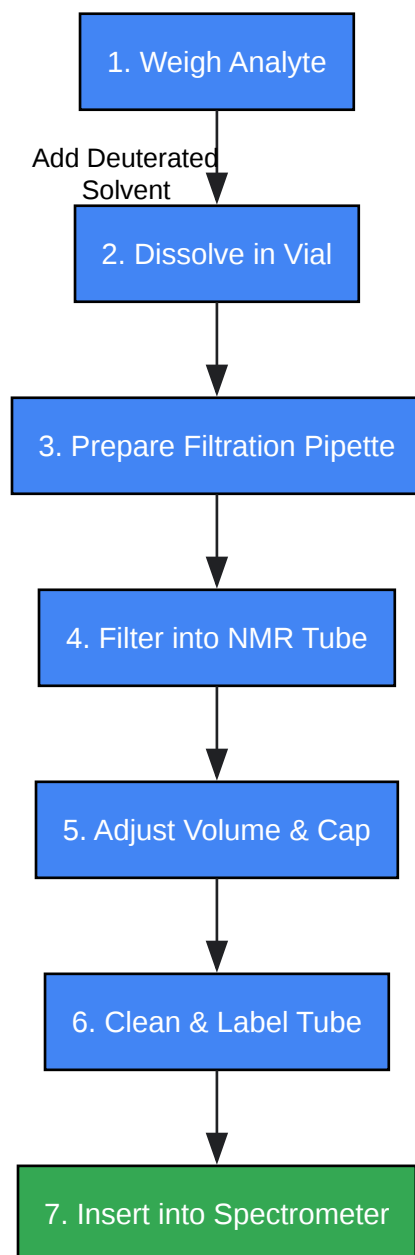 1. Weigh Analyte
Add Deuterated
Solvent
2. Dissolve in Vial
3. Prepare Filtration Pipette
4. Filter into NMR Tube
5. Adjust Volume & Cap
6. Clean & Label Tube
7. Insert into Spectrometer